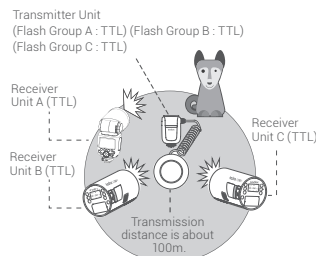 Transmitter Unit
(Flash Group A : TTL) (Flash Group B : TTL)
(Flash Group C : TTL)
Receiver
Unit A (TTL)
Receiver
Unit C (TTL)
Receiver
Unit B (TTL)
Transmission
distance is about
100m.